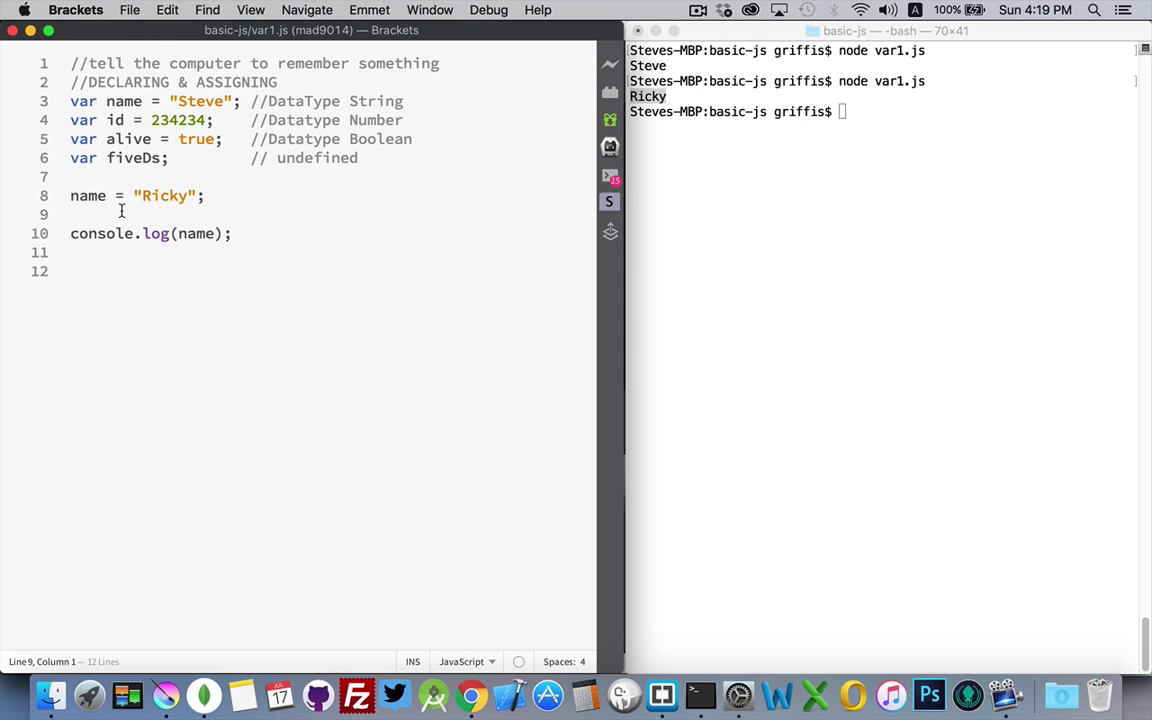 Brackets File Edit Find View Navigate Emmet Window Debug Help A 100% Sun 4:19 PM
basic-js/var1.js (mad9014) — Brackets
basic-js — -bash — 70×41
1 //tell the computer to remember something
2 //DECLARING & ASSIGNING
3 var name = "Steve"; //DataType String
4 var id = 234234; //Datatype Number
5 var alive = true; //Datatype Boolean
6 var fiveDs; // undefined
7
8 name = "Ricky";
9
10 console.log(name);
11
12
15
S
Steves-MBP:basic-js griffis$ node var1.js
Steve
Steves-MBP:basic-js griffis$ node var1.js
Ricky
Steves-MBP:basic-js griffis$
Line 9, Column 1 — 12 Lines INS JavaScript Spaces: 4
JUL
17
Fz
W
X
Ps